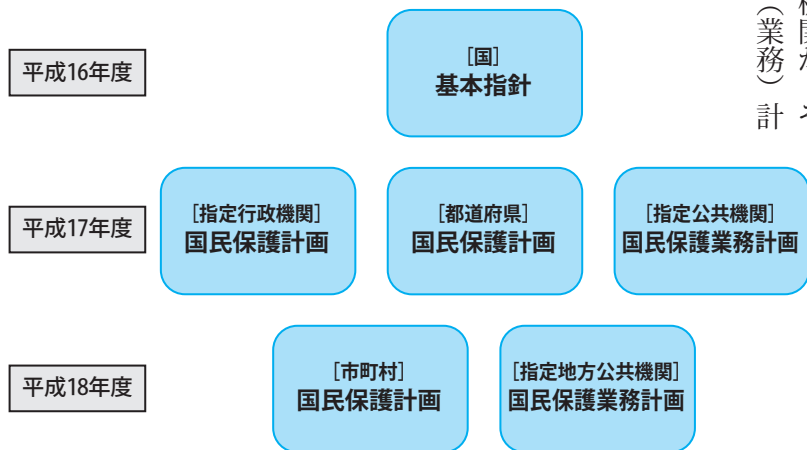 平成16年度
[国]
基本指針
平成17年度
[指定行政機関]
国民保護計画
[都道府県]
国民保護計画
[指定公共機関]
国民保護業務計画
平成18年度
[市町村]
国民保護計画
[指定地方公共機関]
国民保護業務計画
(業務)計